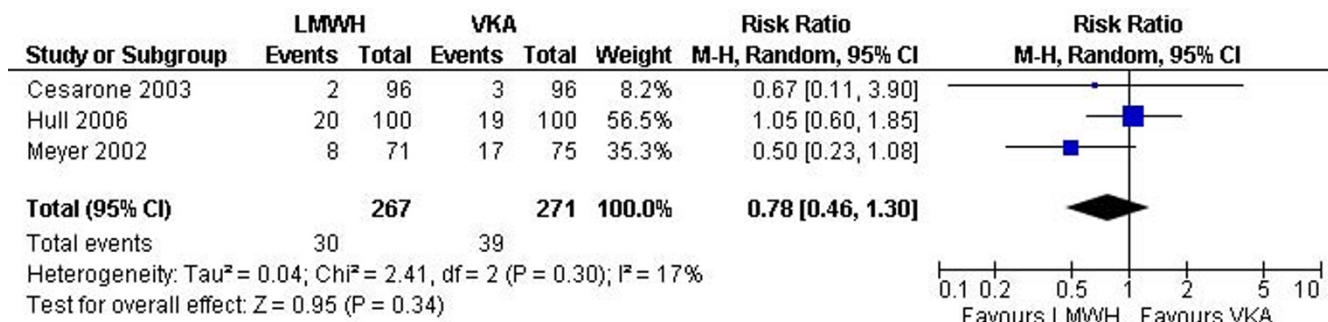 LMWH VKA Risk Ratio Risk Ratio
Study or Subgroup Events Total Events Total Weight M-H, Random, 95% CI M-H, Random, 95% CI
Cesarone 2003 2 96 3 96 8.2% 0.67 [0.11, 3.90]
Hull 2006 20 100 19 100 56.5% 1.05 [0.60, 1.85]
Meyer 2002 8 71 17 75 35.3% 0.50 [0.23, 1.08]
Total (95% CI) 267 271 100.0% 0.78 [0.46, 1.30]
Total events 30 39
Heterogeneity: Tau² = 0.04; Chi² = 2.41, df = 2 (P = 0.30); I² = 17%
Test for overall effect: Z = 0.95 (P = 0.34)
0.1 0.2 0.5 1 2 5 10
Favours LMWH Favours VKA